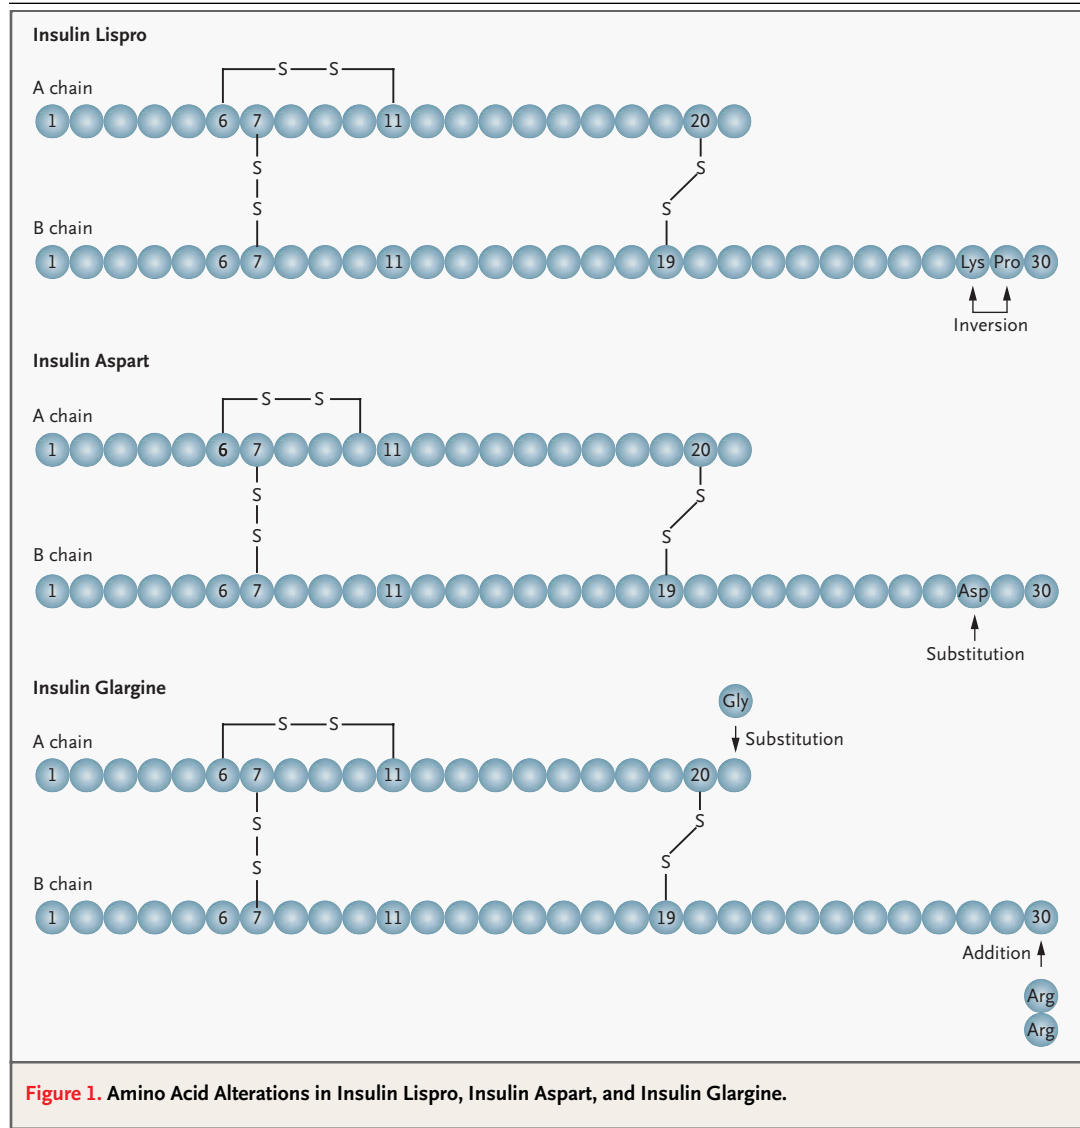 Insulin Lispro
S S
A chain
1 6 7 11 20
S S
S S
B chain
1 6 7 11 19 Lys Pro 30
Inversion
Insulin Aspart
S S
A chain
1 6 7 11 20
S S
S S
B chain
1 6 7 11 19 Asp 30
Substitution
Insulin Glargine
Gly
S S
Substitution
A chain
1 6 7 11 20
S S
S S
B chain
1 6 7 11 19 30
Addition
Arg
Arg
Figure 1. Amino Acid Alterations in Insulin Lispro, Insulin Aspart, and Insulin Glargine.